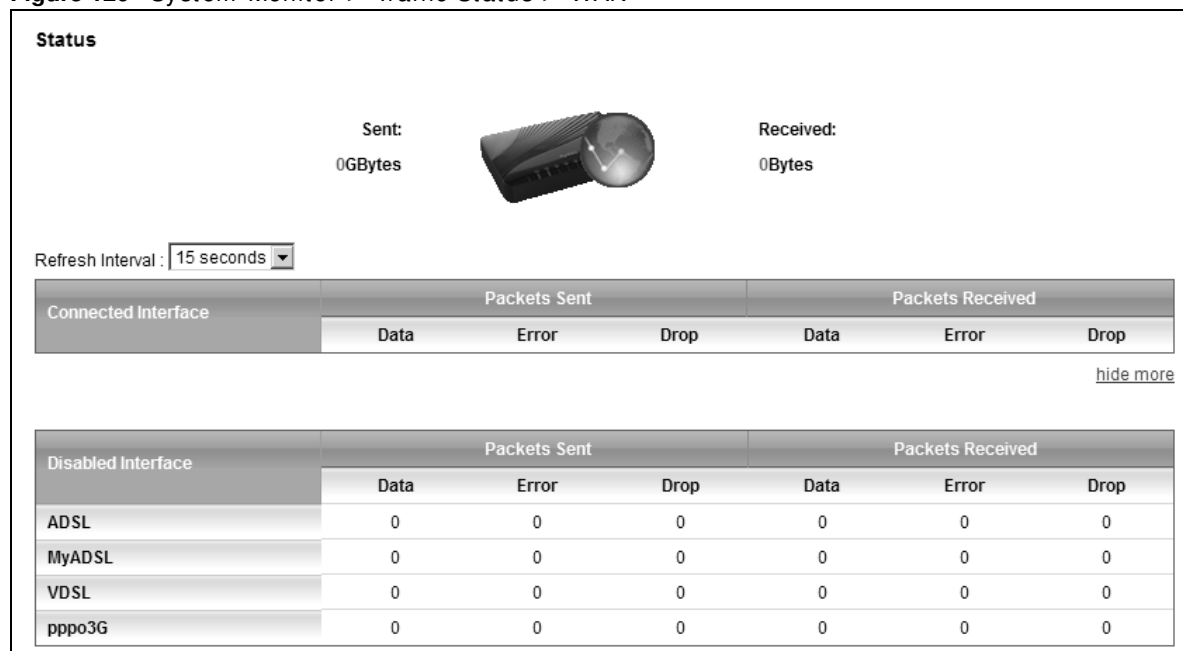 Status
Sent: Received:
0GBytes 0Bytes
Refresh Interval : 15 seconds
Connected Interface Packets Sent Packets Received
Data Error Drop Data Error Drop
hide more
Disabled Interface Packets Sent Packets Received
Data Error Drop Data Error Drop
ADSL 0 0 0 0 0 0
MyADSL 0 0 0 0 0 0
VDSL 0 0 0 0 0 0
pppo3G 0 0 0 0 0 0